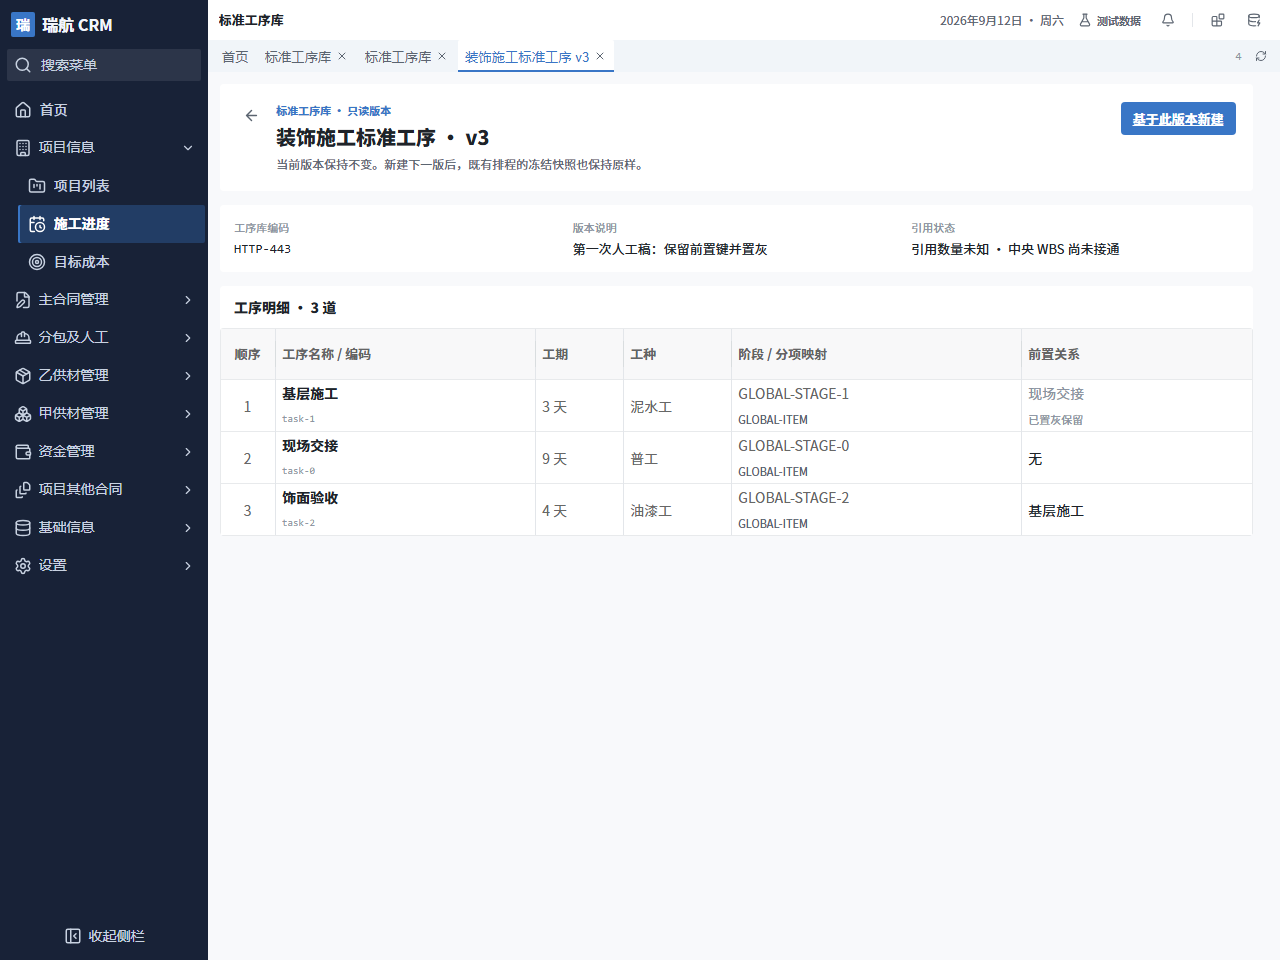 瑞 瑞航 CRM
搜索菜单
首页
项目信息
项目列表
施工进度
目标成本
主合同管理
分包及人工
乙供材管理
甲供材管理
资金管理
项目其他合同
基础信息
设置
收起侧栏
标准工序库
2026年9月12日 • 周六 测试数据
首页 标准工序库 标准工序库 装饰施工标准工序 v3 4
标准工序库 • 只读版本
装饰施工标准工序 • v3
当前版本保持不变。新建下一版后，既有排程的冻结快照也保持原样。
基于此版本新建
工序库编码 版本说明 引用状态
HTTP-443 第一次人工稿：保留前置键并置灰 引用数量未知 • 中央 WBS 尚未接通
工序明细 • 3 道
顺序 工序名称 / 编码 工期 工种 阶段 / 分项映射 前置关系
1 基层施工 3 天 泥水工 GLOBAL-STAGE-1 现场交接
task-1 GLOBAL-ITEM 已置灰保留
2 现场交接 9 天 普工 GLOBAL-STAGE-0 无
task-0 GLOBAL-ITEM
3 饰面验收 4 天 油漆工 GLOBAL-STAGE-2 基层施工
task-2 GLOBAL-ITEM